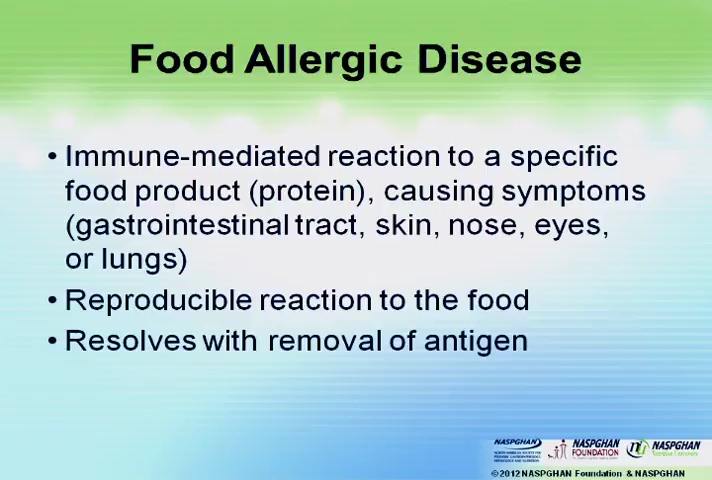 Food Allergic Disease
• Immune-mediated reaction to a specific
food product (protein), causing symptoms
(gastrointestinal tract, skin, nose, eyes,
or lungs)
• Reproducible reaction to the food
• Resolves with removal of antigen
NASPGHAN
NASPGHAN
FOUNDATION
NASPGHAN
©2012 NASPGHAN Foundation & NASPGHAN